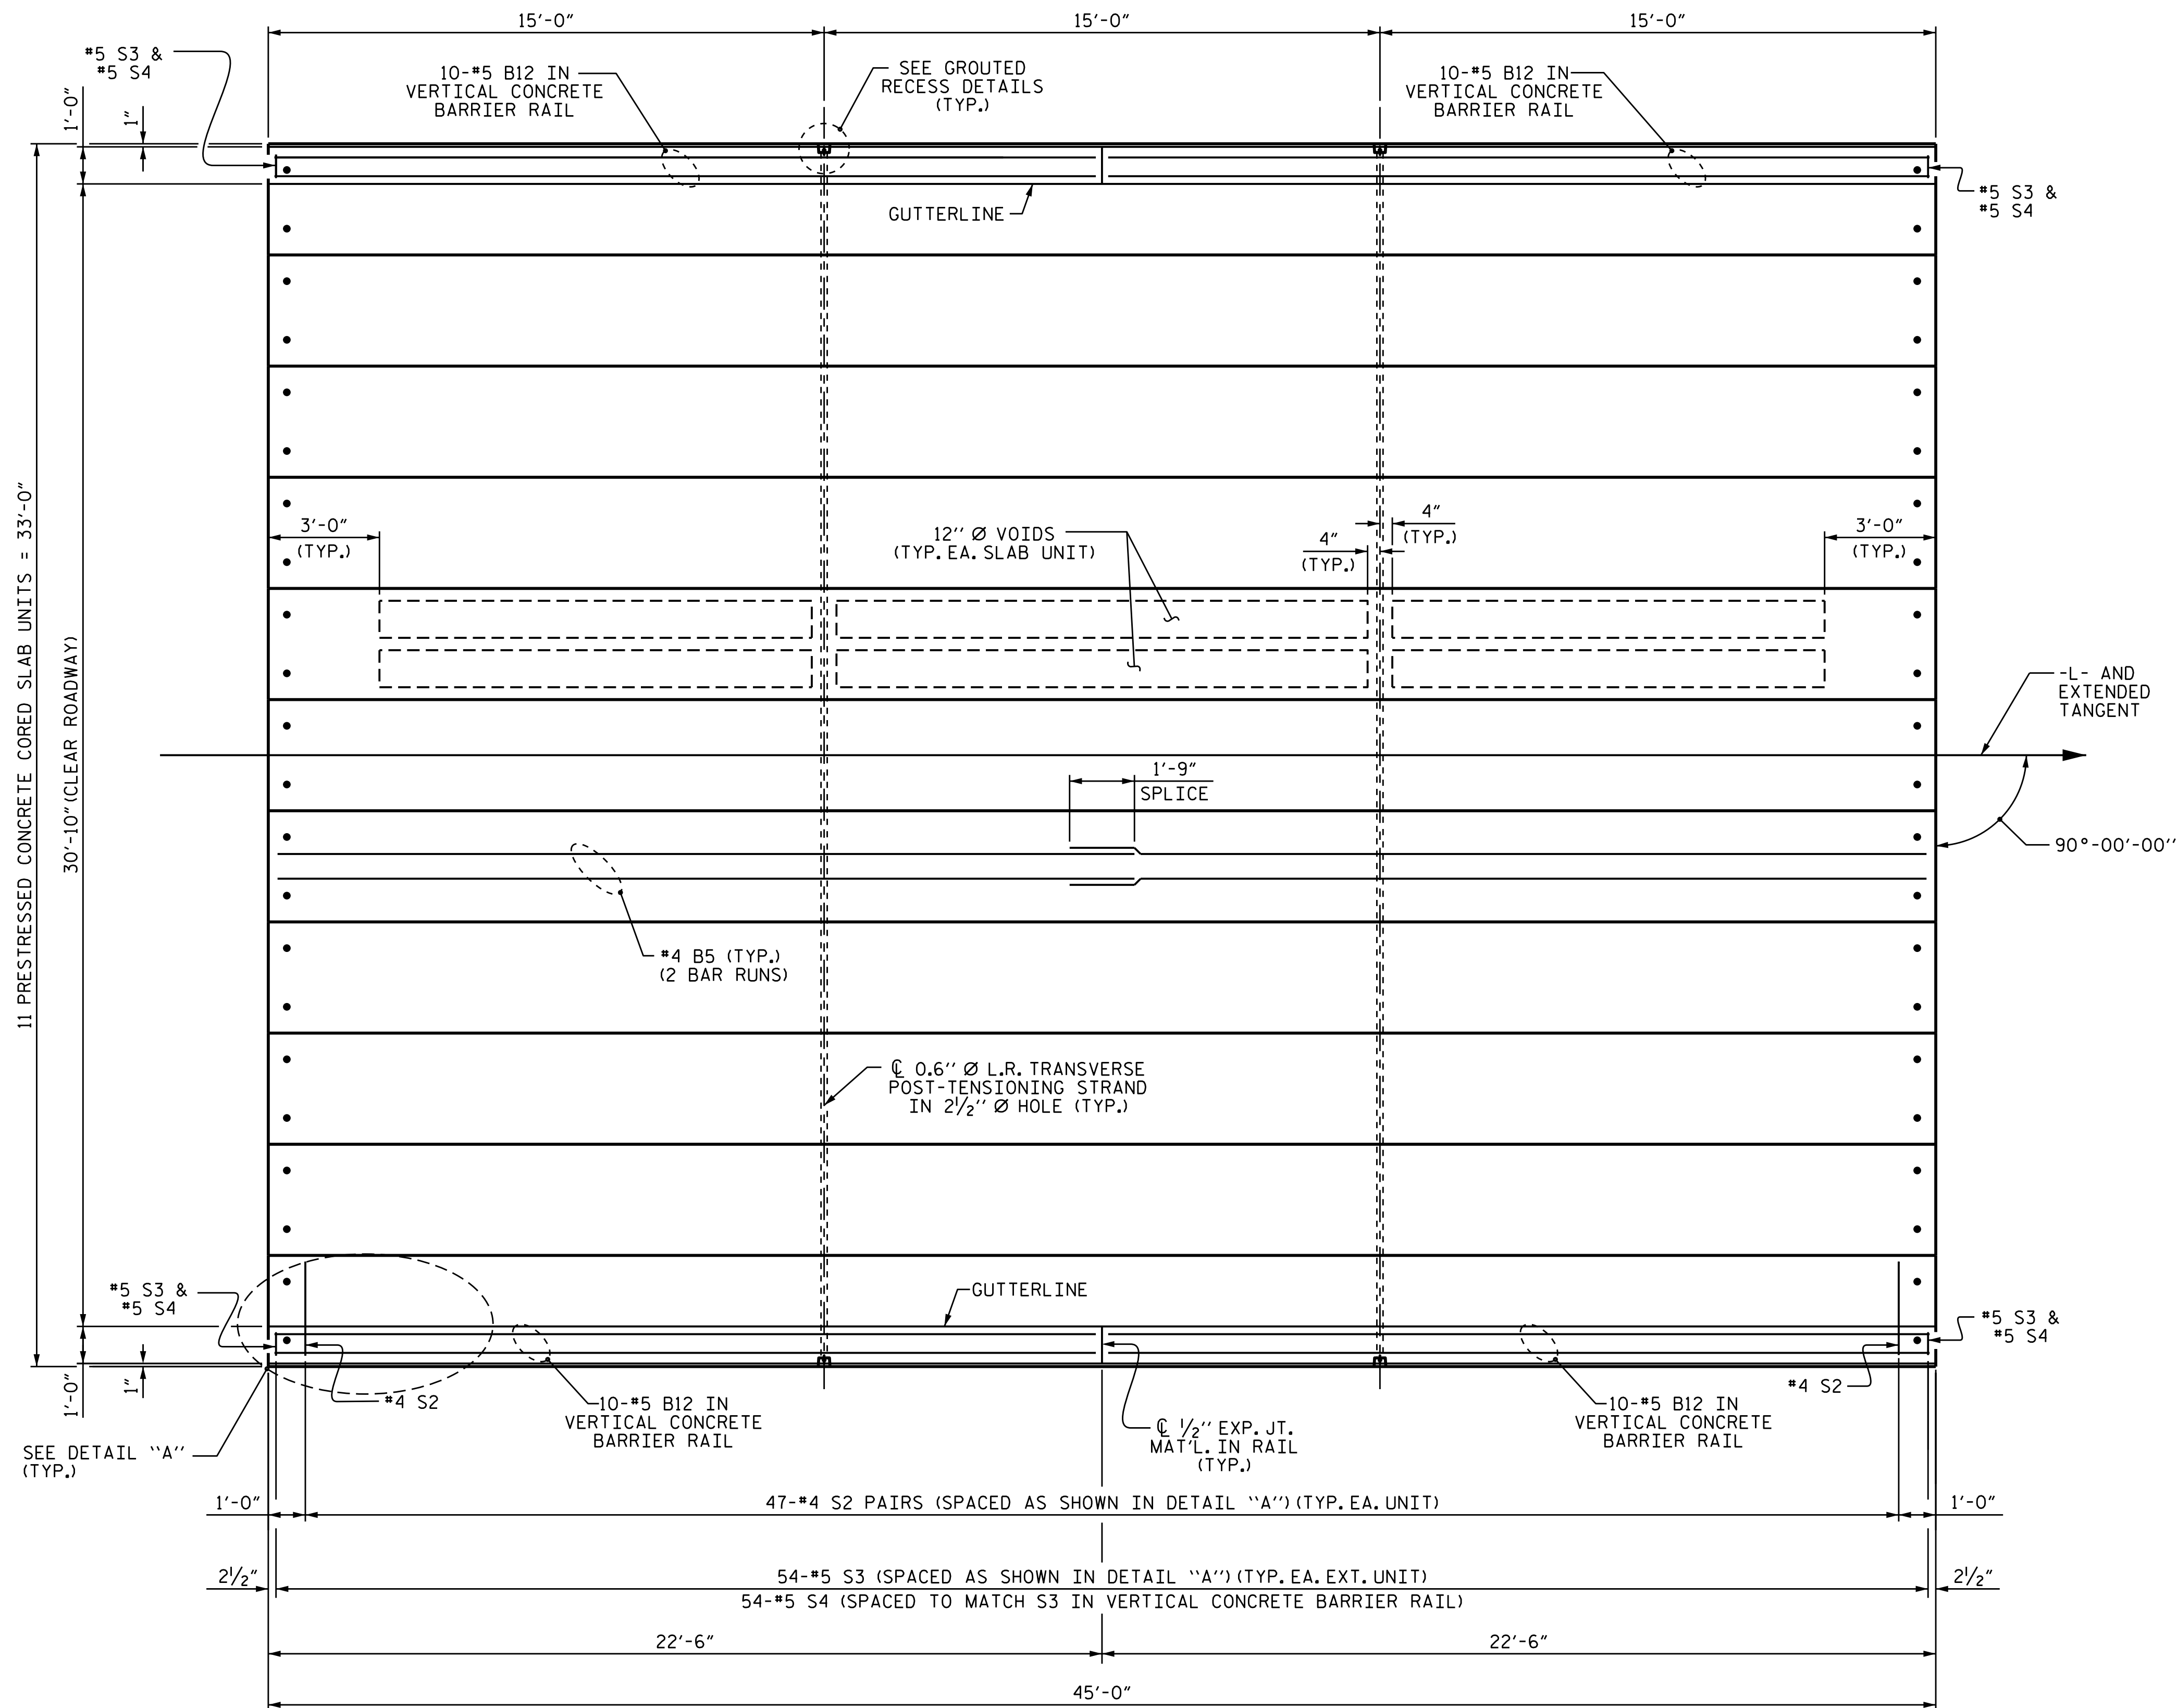 15'-0"
15'-0"
15'-0"
#5 S3 &
#5 S4
10-#5 B12 IN
VERTICAL CONCRETE
BARRIER RAIL
SEE GROUTED
RECESS DETAILS
(TYP.)
10-#5 B12 IN
VERTICAL CONCRETE
BARRIER RAIL
1'-0"
1"
GUTTERLINE
#5 S3 &
#5 S4
11 PRESTRESSED CONCRETE CORED SLAB UNITS = 33'-0"
30'-10" (CLEAR ROADWAY)
3'-0"
(TYP.)
12'' Ø VOIDS
(TYP. EA. SLAB UNIT)
4"
(TYP.)
4"
(TYP.)
3'-0"
(TYP.)
-L- AND
EXTENDED
TANGENT
1'-9"
SPLICE
90°-00'-00''
#4 B5 (TYP.)
(2 BAR RUNS)
℄ 0.6'' Ø L.R. TRANSVERSE
POST-TENSIONING STRAND
IN 2½'' Ø HOLE (TYP.)
#5 S3 &
#5 S4
GUTTERLINE
#5 S3 &
#5 S4
1'-0"
1"
#4 S2
10-#5 B12 IN
VERTICAL CONCRETE
BARRIER RAIL
℄ ½'' EXP. JT.
MAT'L. IN RAIL
(TYP.)
#4 S2
10-#5 B12 IN
VERTICAL CONCRETE
BARRIER RAIL
SEE DETAIL "A"
(TYP.)
1'-0"
47-#4 S2 PAIRS (SPACED AS SHOWN IN DETAIL "A") (TYP. EA. UNIT)
1'-0"
2½"
54-#5 S3 (SPACED AS SHOWN IN DETAIL "A") (TYP. EA. EXT. UNIT)
54-#5 S4 (SPACED TO MATCH S3 IN VERTICAL CONCRETE BARRIER RAIL)
2½"
22'-6"
22'-6"
45'-0"